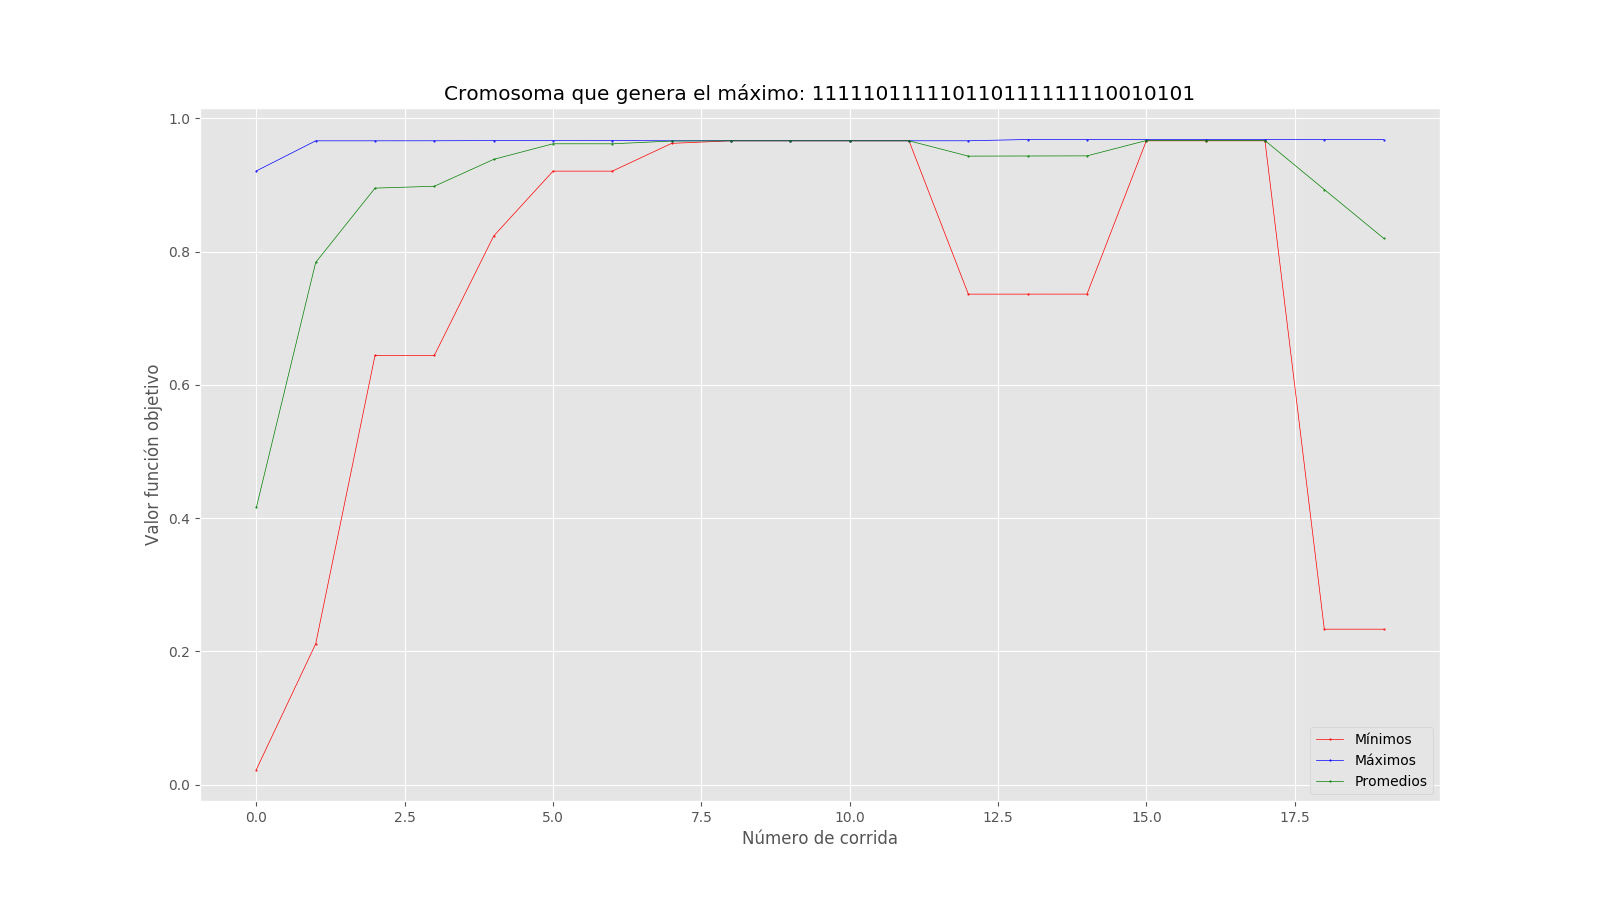 Cromosoma que genera el máximo: 111110111110110111111110010101
1.0
0.8
0.6
0.4
0.2
0.0
Valor función objetivo
0.0 2.5 5.0 7.5 10.0 12.5 15.0 17.5
Número de corrida
Mínimos
Máximos
Promedios